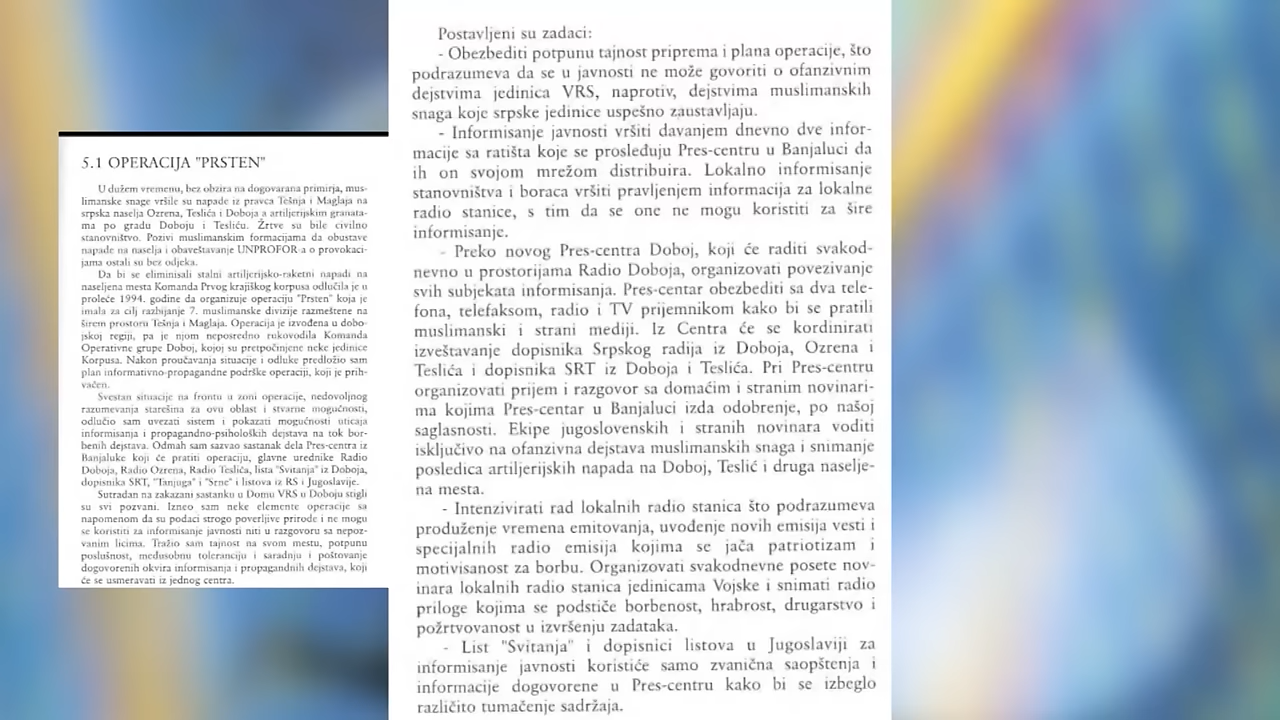 5.1 OPERACIJA "PRSTEN"
U dužem vremenu, bez obzira na dogovarana primirja, mus-
limanske snage vršile su napade iz pravca Tešnja i Maglaja na
srpska naselja Ozrena, Teslića i Doboja a artiljerijskim granata-
ma po gradu Doboju i Tesliću. Žrtve su bile civilno
stanovništvo. Pozivi muslimanskim formacijama da obustave
napade na naselja i obaveštavanje UNPROFOR-a o provokaci-
jama ostali su bez odjeka.
Da bi se eliminisali stalni artiljerijsko-raketni napadi na
naseljena mesta Komanda Prvog krajiškog korpusa odlučila je u
proleće 1994. godine da organizuje operaciju "Prsten" koja je
imala za cilj razbijanje 7. muslimanske divizije razmeštene na
širem prostoru Tešnja i Maglaja. Operacija je izvođena u dobo-
jskoj regiji, pa je njom neposredno rukovodila Komanda
Operativne grupe Doboj, kojoj su pretpočinjene neke jedinice
Korpusa. Nakon proučavanja situacije i odluke predložio sam
plan informativno-propagandne podrške operaciji, koji je prih-
vaćen.
Svestan situacije na frontu u zoni operacije, nedovoljnog
razumevanja starešina za ovu oblast i stvarne mogućnosti,
odlučio sam uvezati sistem i pokazati mogućnosti uticaja
informisanja i propagandno-psiholoških dejstava na tok bor-
benih dejstava. Odmah sam sazvao sastanak dela Pres-centra iz
Banjaluke koji će pratiti operaciju, glavne urednike Radio
Doboja, Radio Ozrena, Radio Teslića, lista "Svitanja" iz Doboja,
dopisnika SRT, "Tanjuga" i "Srne" i listova iz RS i Jugoslavije.
Sutradan na zakazani sastanku u Domu VRS u Doboju stigli
su svi pozvani. Izneo sam neke elemente operacije sa
napomenom da su podaci strogo poverljive prirode i ne mogu
se koristiti za informisanje javnosti niti u razgovoru sa nepoz-
vanim licima. Tražio sam tajnost na svom mestu, potpunu
poslušnost, međusobnu toleranciju i saradnju i poštovanje
dogovorenih okvira informisanja i propagandnih dejstava, koji
će se usmeravati iz jednog centra.
Postavljeni su zadaci:
- Obezbediti potpunu tajnost priprema i plana operacije, što
podrazumeva da se u javnosti ne može govoriti o ofanzivnim
dejstvima jedinica VRS, naprotiv, dejstvima muslimanskih
snaga koje srpske jedinice uspešno zaustavljaju.
- Informisanje javnosti vršiti davanjem dnevno dve infor-
macije sa ratišta koje se prosleđuju Pres-centru u Banjaluci da
ih on svojom mrežom distribuira. Lokalno informisanje
stanovništva i boraca vršiti pravljenjem informacija za lokalne
radio stanice, s tim da se one ne mogu koristiti za šire
informisanje.
- Preko novog Pres-centra Doboj, koji će raditi svakod-
nevno u prostorijama Radio Doboja, organizovati povezivanje
svih subjekata informisanja. Pres-centar obezbediti sa dva tele-
fona, telefaksom, radio i TV prijemnikom kako bi se pratili
muslimanski i strani mediji. Iz Centra će se kordinirati
izveštavanje dopisnika Srpskog radija iz Doboja, Ozrena i
Teslića i dopisnika SRT iz Doboja i Teslića. Pri Pres-centru
organizovati prijem i razgovor sa domaćim i stranim novinari-
ma kojima Pres-centar u Banjaluci izda odobrenje, po našoj
saglasnosti. Ekipe jugoslovenskih i stranih novinara voditi
isključivo na ofanzivna dejstava muslimanskih snaga i snimanje
posledica artiljerijskih napada na Doboj, Teslić i druga naselje-
na mesta.
- Intenzivirati rad lokalnih radio stanica što podrazumeva
produženje vremena emitovanja, uvođenje novih emisija vesti i
specijalnih radio emisija kojima se jača patriotizam i
motivisanost za borbu. Organizovati svakodnevne posete nov-
inara lokalnih radio stanica jedinicama Vojske i snimati radio
priloge kojima se podstiče borbenost, hrabrost, drugarstvo i
požrtvovanost u izvršenju zadataka.
- List "Svitanja" i dopisnici listova u Jugoslaviji za
informisanje javnosti koristiće samo zvanična saopštenja i
informacije dogovorene u Pres-centru kako bi se izbeglo
različito tumačenje sadržaja.